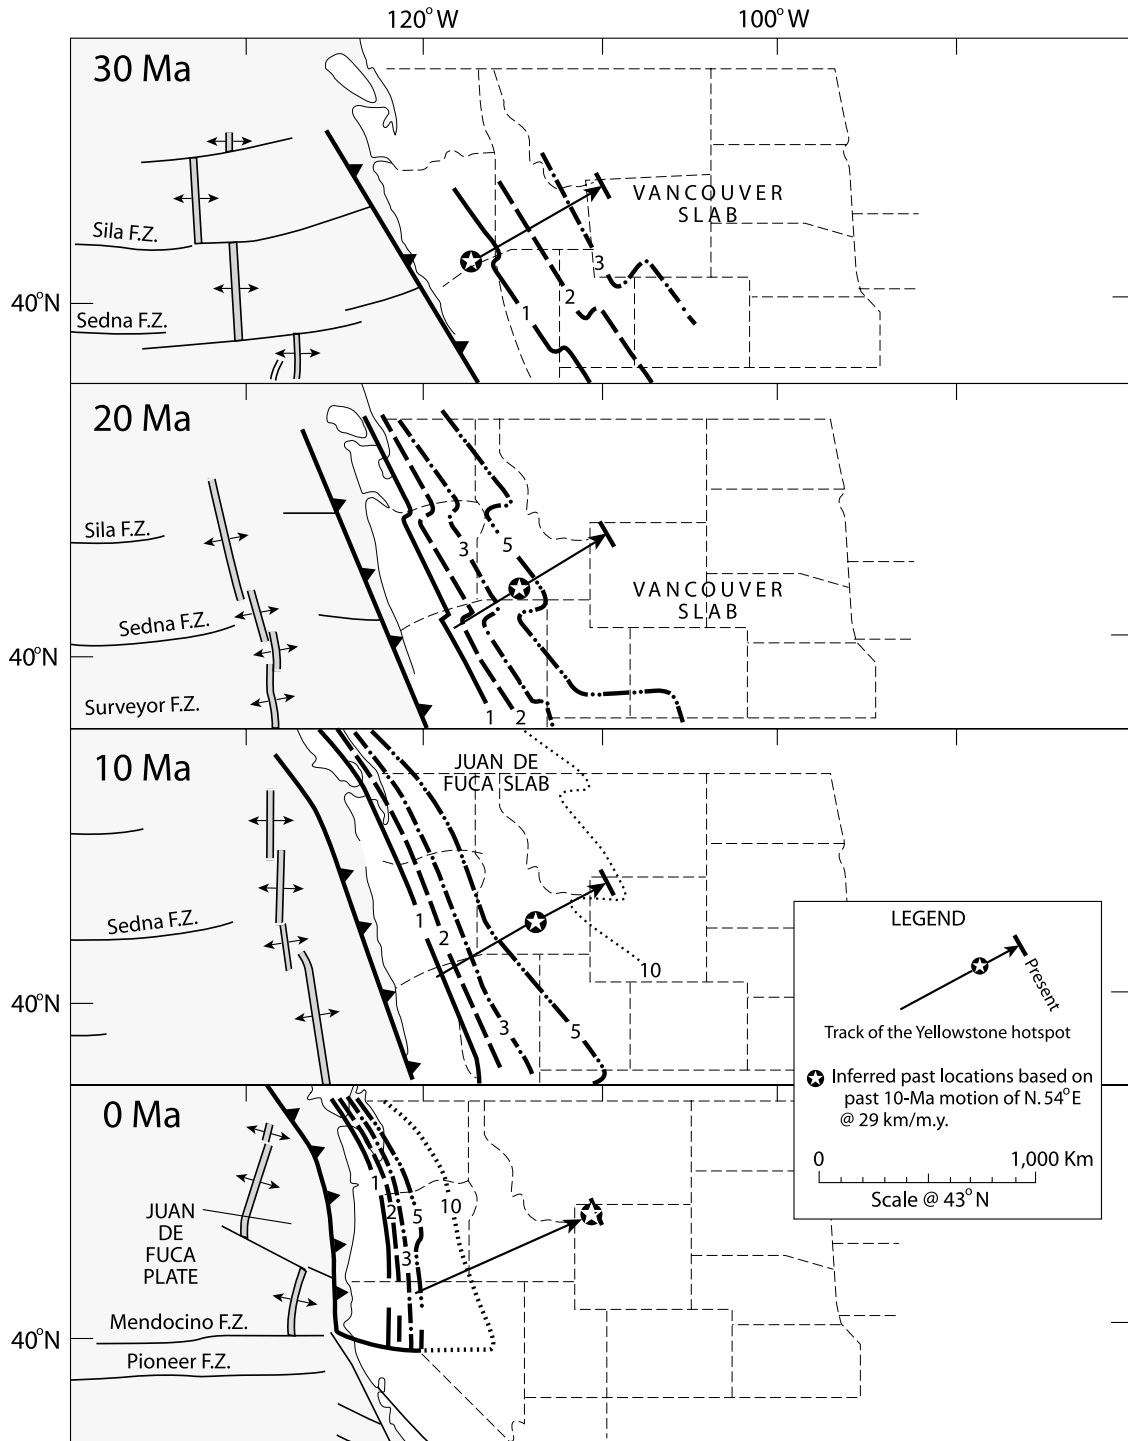 120°W
100°W
30 Ma
VANCOUVER
SLAB
Sila F.Z.
40°N
Sedna F.Z.
1
2
3
20 Ma
Sila F.Z.
3
5
VANCOUVER
SLAB
Sedna F.Z.
40°N
Surveyor F.Z.
1
2
10 Ma
JUAN DE
FUCA SLAB
Sedna F.Z.
1
2
10
40°N
3
5
LEGEND
Present
Track of the Yellowstone hotspot
Inferred past locations based on
past 10-Ma motion of N. 54°E
@ 29 km/m.y.
0
1,000 Km
Scale @ 43°N
0 Ma
1
2
5
10
3
JUAN
DE
FUCA
PLATE
Mendocino F.Z.
40°N
Pioneer F.Z.